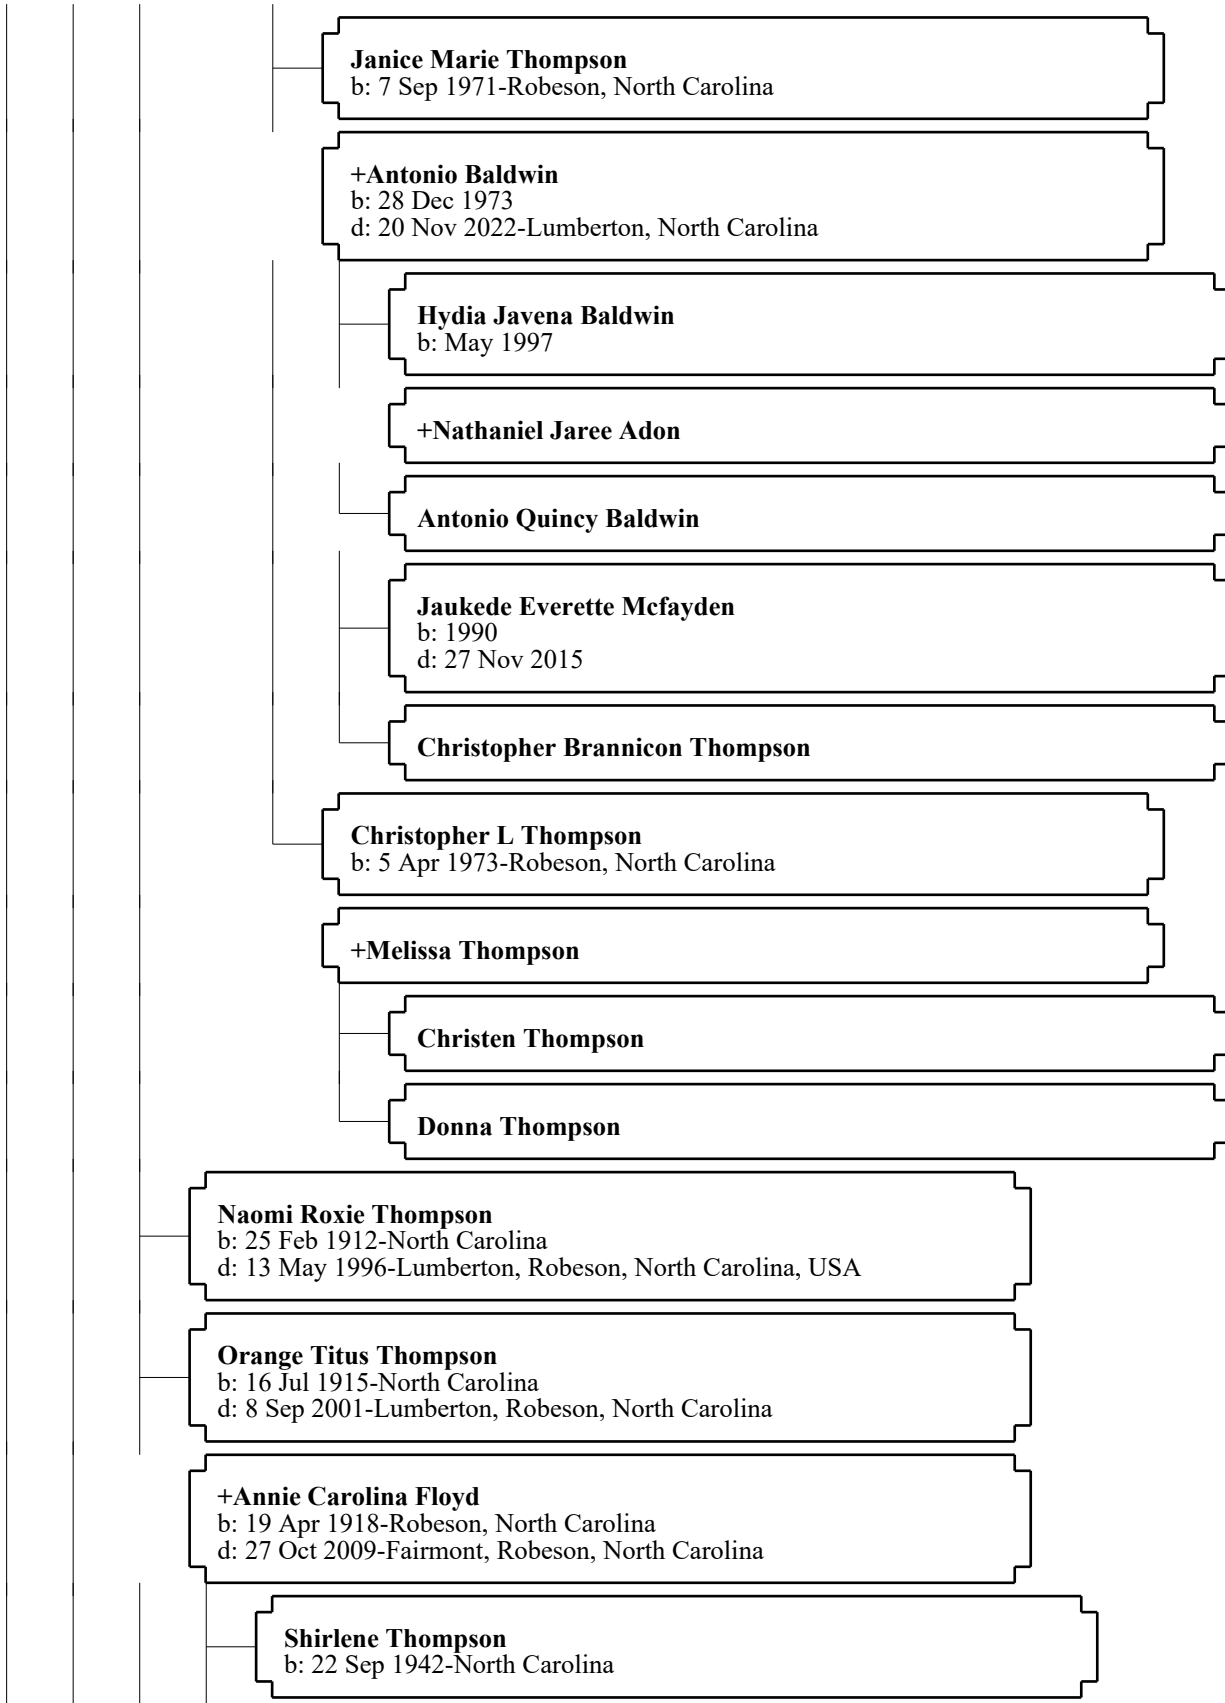 Janice Marie Thompson
b: 7 Sep 1971-Robeson, North Carolina
+Antonio Baldwin
b: 28 Dec 1973
d: 20 Nov 2022-Lumberton, North Carolina
Hydia Javena Baldwin
b: May 1997
+Nathaniel Jaree Adon
Antonio Quincy Baldwin
Jaukede Everette Mcfayden
b: 1990
d: 27 Nov 2015
Christopher Brannicon Thompson
Christopher L Thompson
b: 5 Apr 1973-Robeson, North Carolina
+Melissa Thompson
Christen Thompson
Donna Thompson
Naomi Roxie Thompson
b: 25 Feb 1912-North Carolina
d: 13 May 1996-Lumberton, Robeson, North Carolina, USA
Orange Titus Thompson
b: 16 Jul 1915-North Carolina
d: 8 Sep 2001-Lumberton, Robeson, North Carolina
+Annie Carolina Floyd
b: 19 Apr 1918-Robeson, North Carolina
d: 27 Oct 2009-Fairmont, Robeson, North Carolina
Shirlene Thompson
b: 22 Sep 1942-North Carolina